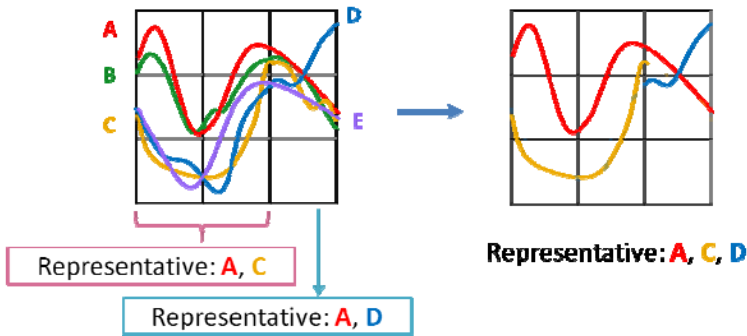 A
B
C
D
E
Representative: A, C
Representative: A, D
Representative: A, C, D